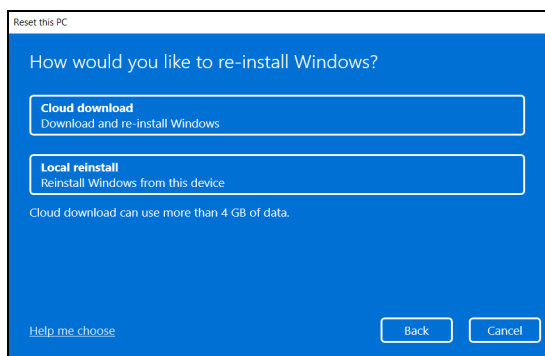 Reset this PC
How would you like to re-install Windows?
Cloud download
Download and re-install Windows
Local reinstall
Reinstall Windows from this device
Cloud download can use more than 4 GB of data.
Help me choose
Back
Cancel